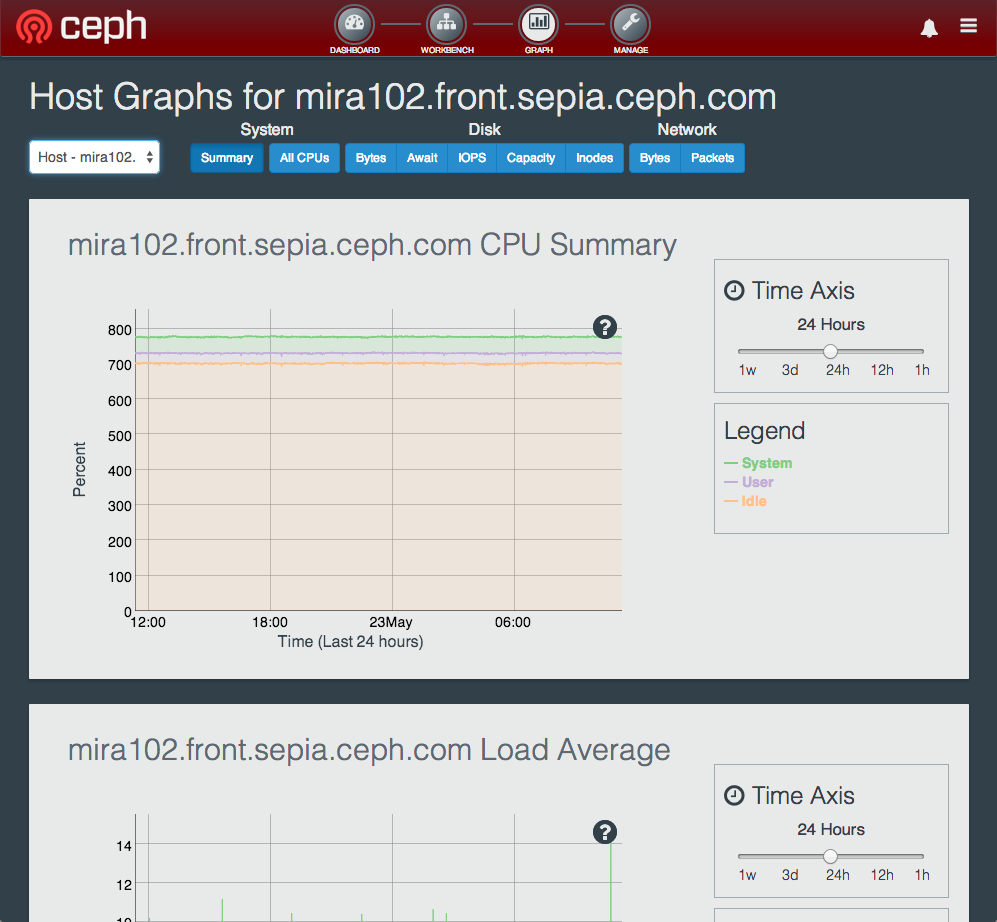 ceph
DASHBOARD WORKBENCH GRAPH MANAGE
Host Graphs for mira102.front.sepia.ceph.com
System Disk Network
Host - mira102. Summary All CPUs Bytes Await IOPS Capacity Inodes Bytes Packets
mira102.front.sepia.ceph.com CPU Summary
?
800
700
600
500
400
300
200
100
0
Percent
12:00 18:00 23May 06:00
Time (Last 24 hours)
Time Axis
24 Hours
1w 3d 24h 12h 1h
Legend
System
User
Idle
mira102.front.sepia.ceph.com Load Average
?
14
12
10
Time Axis
24 Hours
1w 3d 24h 12h 1h